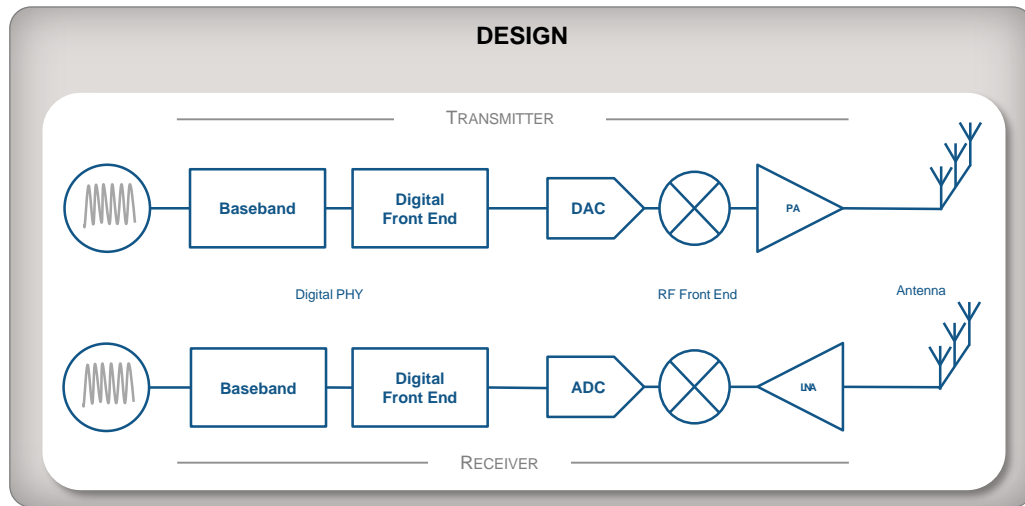 DESIGN
TRANSMITTER
Baseband
Digital
Front End
DAC
PA
Digital PHY
RF Front End
Antenna
Baseband
Digital
Front End
ADC
LNA
RECEIVER